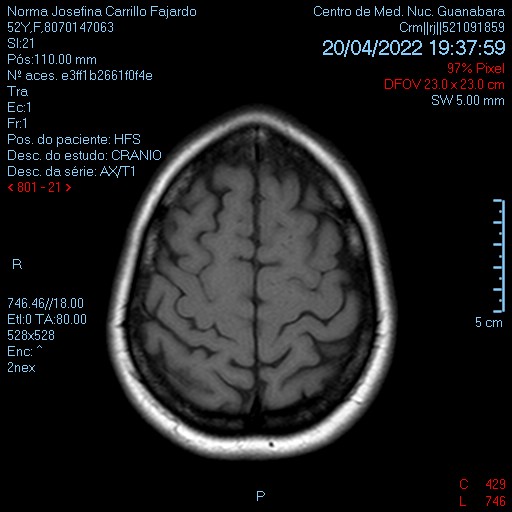 Norma Josefina Carrillo Fajardo
52Y,F,8070147063
Sl:21
Pós:110.00 mm
Nº aces. e3ff1b2661f0f4e
Tra
Ec:1
Fr:1
Pos. do paciente: HFS
Desc. do estudo: CRANIO
Desc. da série: AX/T1
< 801 - 21 >
Centro de Med. Nuc. Guanabara
Crm||rj||521091859
20/04/2022 19:37:59
97% Pixel
DFOV 23.0 x 23.0 cm
SW 5.00 mm
R
746.46//18.00
Etl:0 TA:80.00
528x528
Enc: ^
2nex
5 cm
P
C 429
L 746